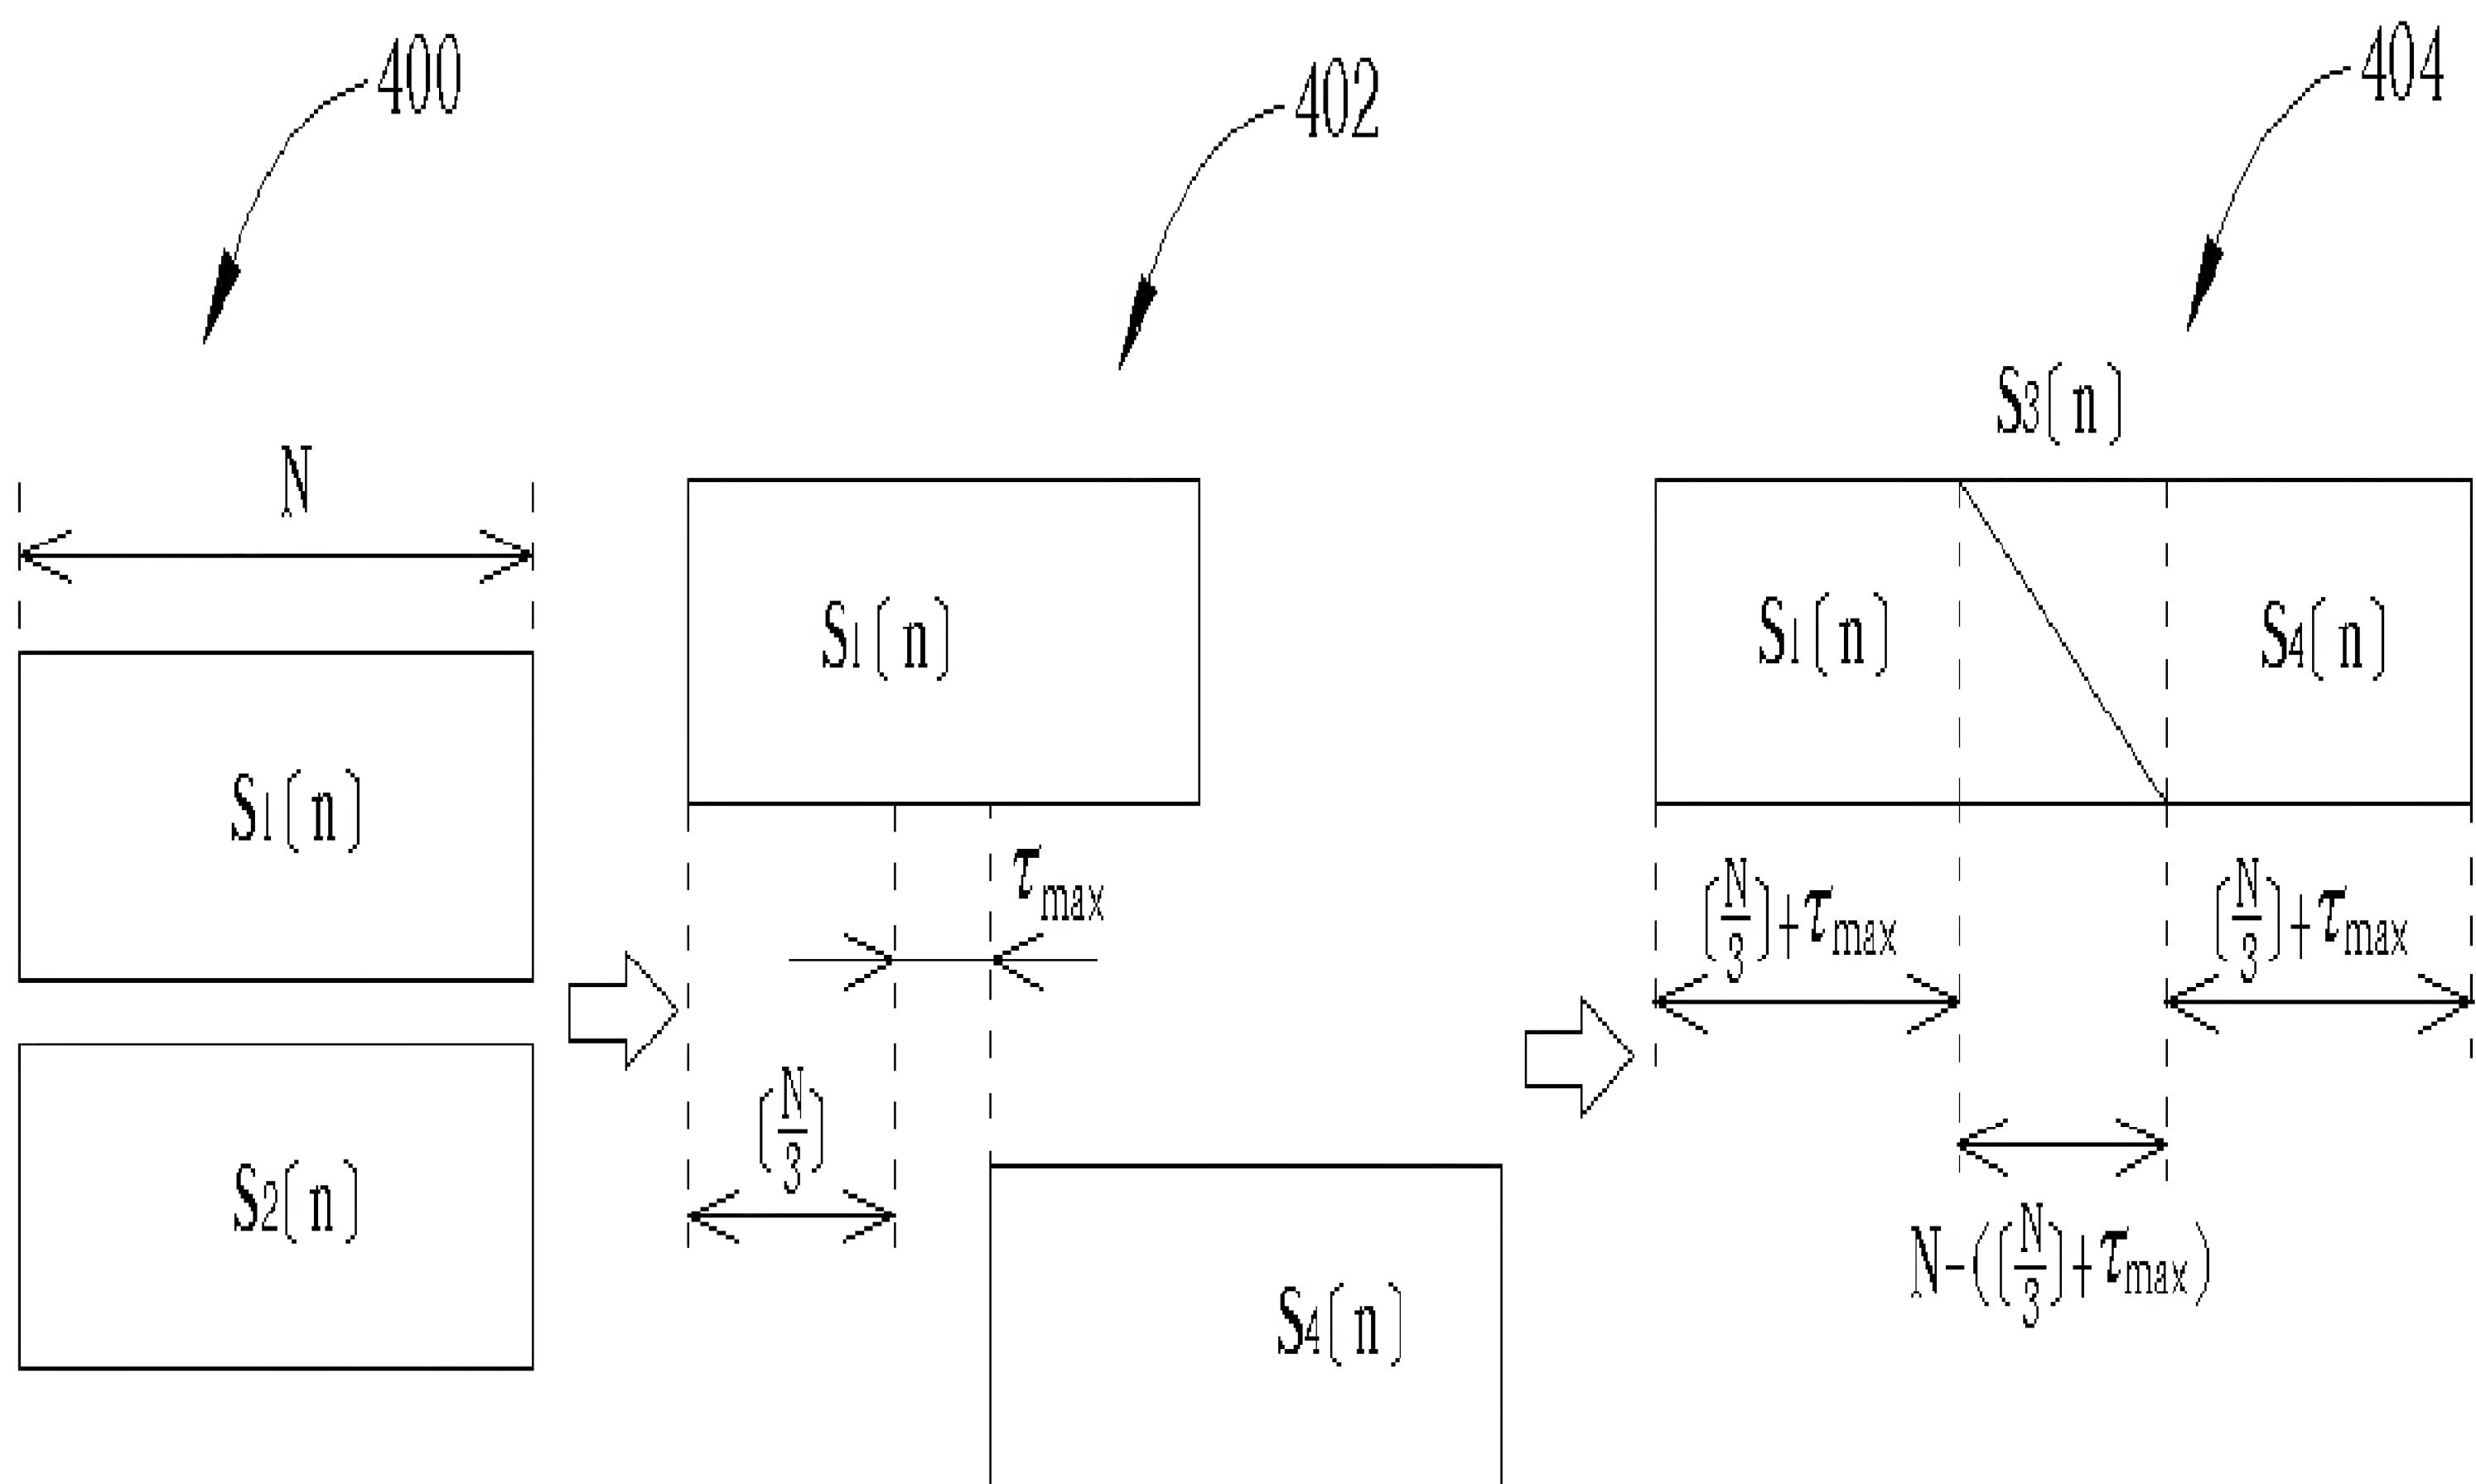 400
402
404
N
S1(n)
S2(n)
S1(n)
τmax
(N/3)
S4(n)
S3(n)
S1(n)
S4(n)
(N/3)+τmax
(N/3)+τmax
N-((N/3)+τmax)